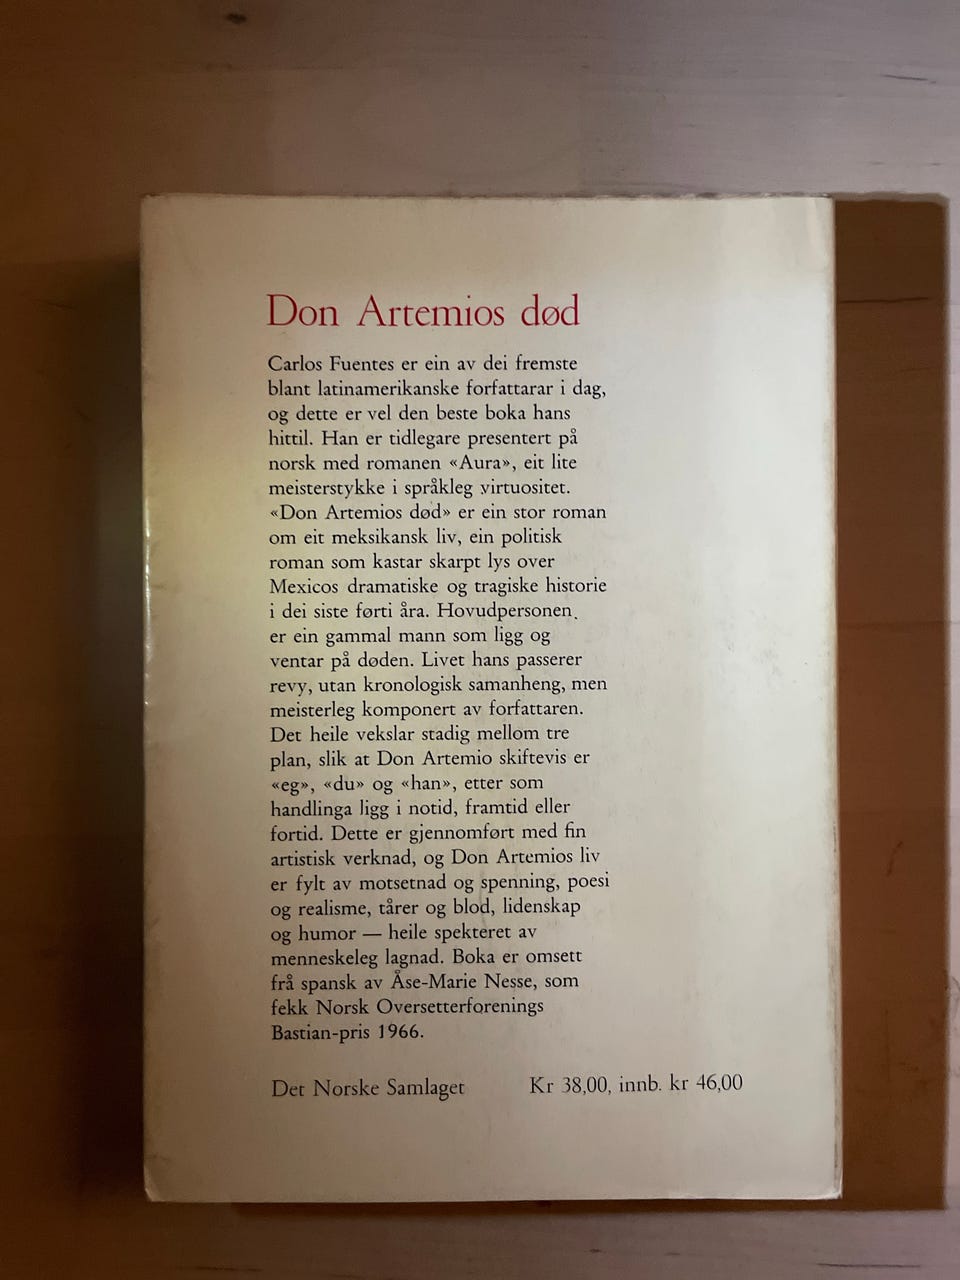 Don Artemios død
Carlos Fuentes er ein av dei fremste
blant latinamerikanske forfattarar i dag,
og dette er vel den beste boka hans
hittil. Han er tidlegare presentert på
norsk med romanen «Aura», eit lite
meisterstykke i språkleg virtuositet.
«Don Artemios død» er ein stor roman
om eit meksikansk liv, ein politisk
roman som kastar skarpt lys over
Mexicos dramatiske og tragiske historie
i dei siste førti åra. Hovudpersonen
er ein gammal mann som ligg og
ventar på døden. Livet hans passerer
revy, utan kronologisk samanheng, men
meisterleg komponert av forfattaren.
Det heile vekslar stadig mellom tre
plan, slik at Don Artemio skiftevis er
«eg», «du» og «han», etter som
handlinga ligg i notid, framtid eller
fortid. Dette er gjennomført med fin
artistisk verknad, og Don Artemios liv
er fylt av motsetnad og spenning, poesi
og realisme, tårer og blod, lidenskap
og humor — heile spekteret av
menneskeleg lagnad. Boka er omsett
frå spansk av Åse-Marie Nesse, som
fekk Norsk Oversetterforenings
Bastian-pris 1966.
Det Norske Samlaget Kr 38,00, innb. kr 46,00